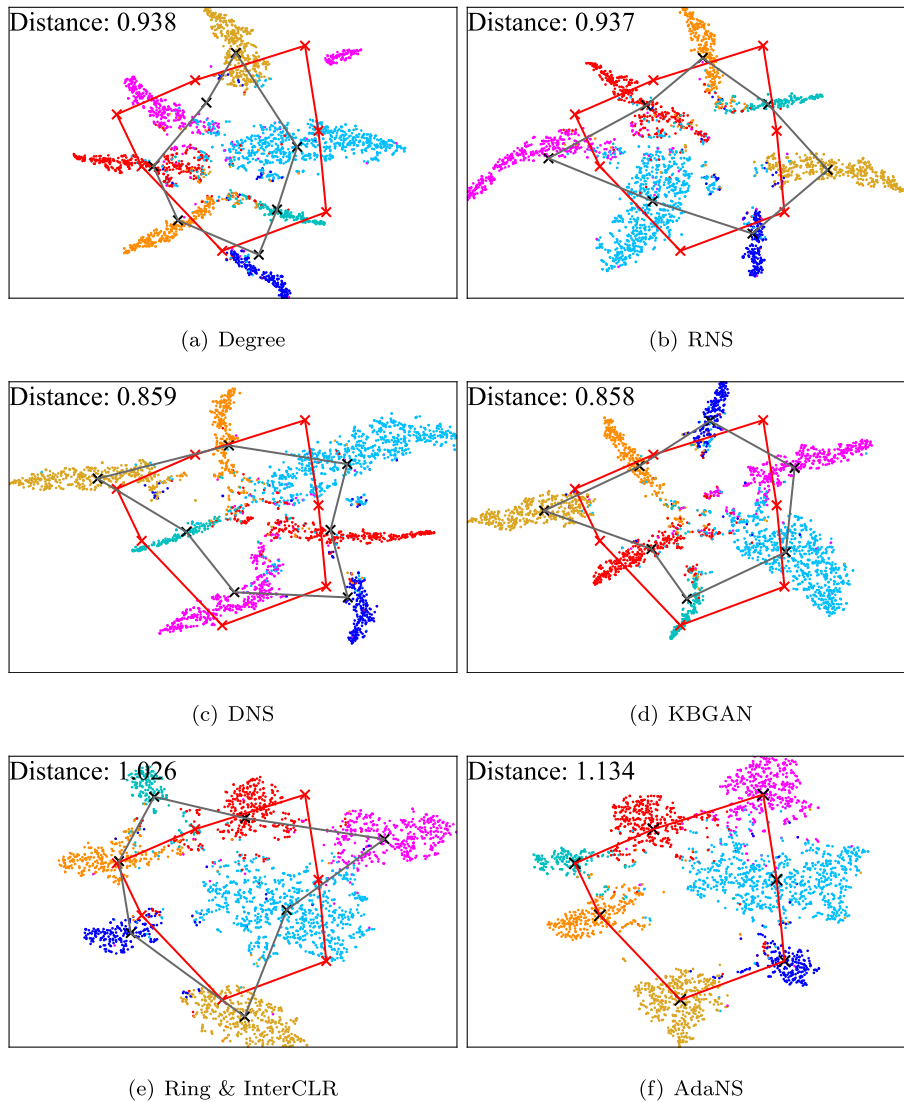 Distance: 0.938
Distance: 0.937
(a) Degree
(b) RNS
Distance: 0.859
Distance: 0.858
(c) DNS
(d) KBGAN
Distance: 1.026
Distance: 1.134
(e) Ring & InterCLR
(f) AdaNS